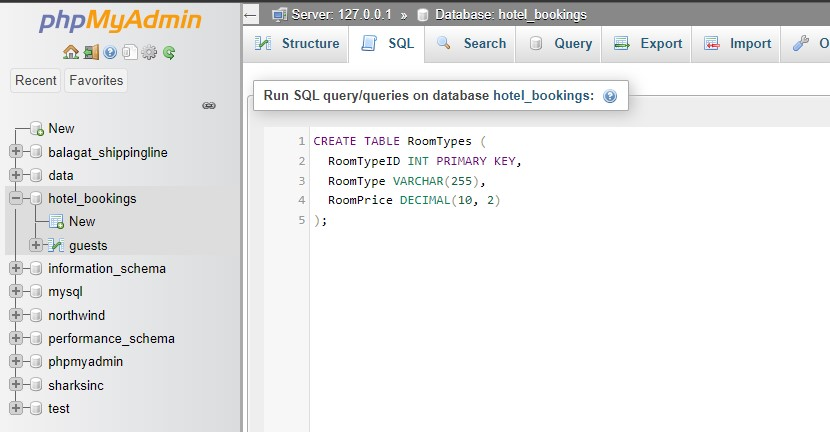 phpMyAdmin
Recent Favorites
New
balagat_shippingline
data
hotel_bookings
New
guests
information_schema
mysql
northwind
performance_schema
phpmyadmin
sharksinc
test
Server: 127.0.0.1 » Database: hotel_bookings
Structure SQL Search Query Export Import O
Run SQL query/queries on database hotel_bookings:
1 CREATE TABLE RoomTypes (
2 RoomTypeID INT PRIMARY KEY,
3 RoomType VARCHAR(255),
4 RoomPrice DECIMAL(10, 2)
5 );